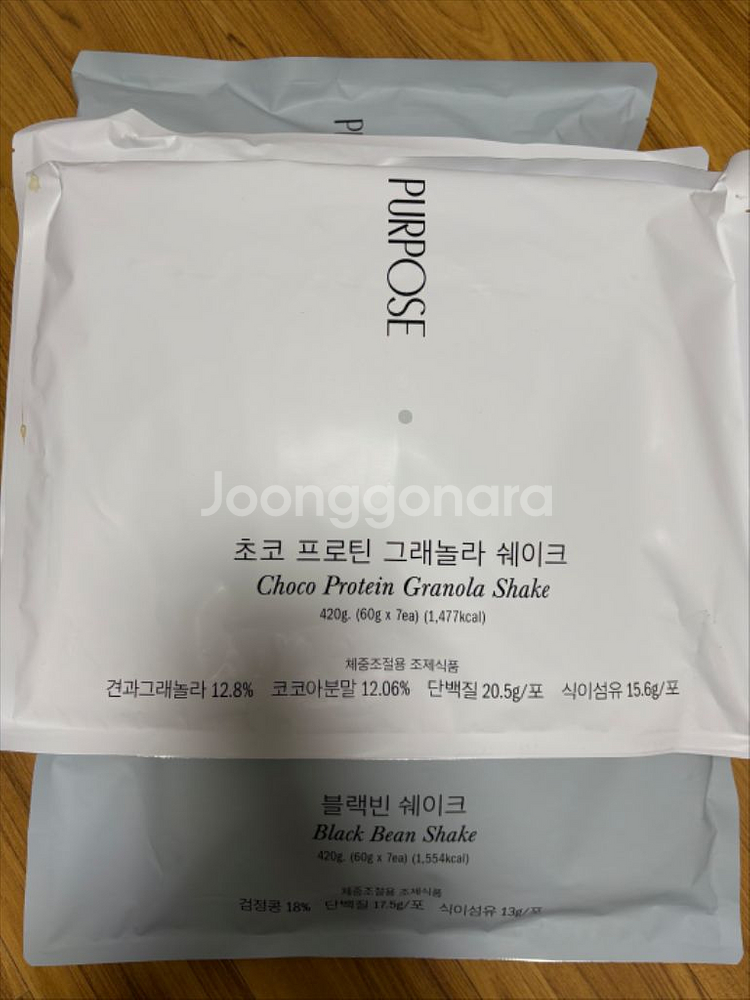 PURPOSE
Joonggonara
초코 프로틴 그래놀라 쉐이크
Choco Protein Granola Shake
420g. (60g x 7ea) (1,477kcal)
체중조절용 조제식품
견과그래놀라 12.8% 코코아분말 12.06% 단백질 20.5g/포 식이섬유 15.6g/포
블랙빈 쉐이크
Black Bean Shake
420g. (60g x 7ea) (1,554kcal)
체중조절용 조제식품
검정콩 18% 단백질 17.5g/포 식이섬유 13g/포